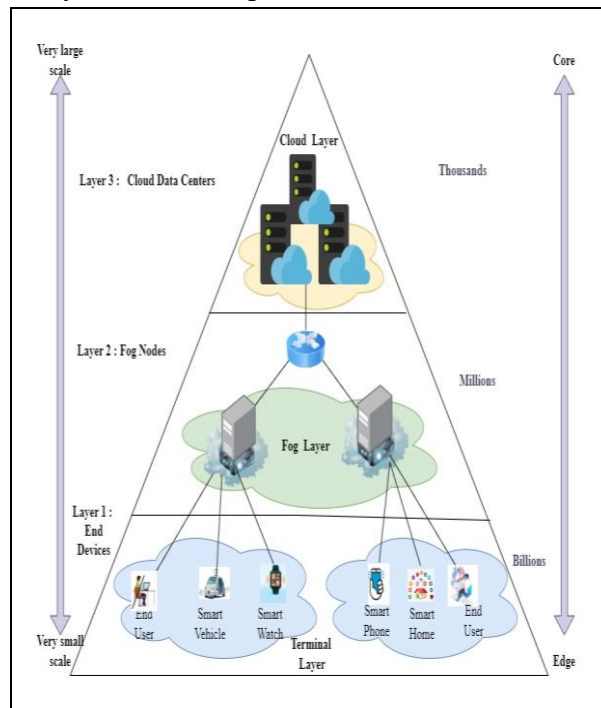 Very large
scale
Core
Cloud Layer
Thousands
Layer 3 : Cloud Data Centers
Layer 2 : Fog Nodes
Millions
Fog Layer
Layer 1 :
End
Devices
Billions
End
User
Smart
Vehicle
Smart
Watch
Smart
Phone
Smart
Home
End
User
Very small
scale
Terminal
Layer
Edge